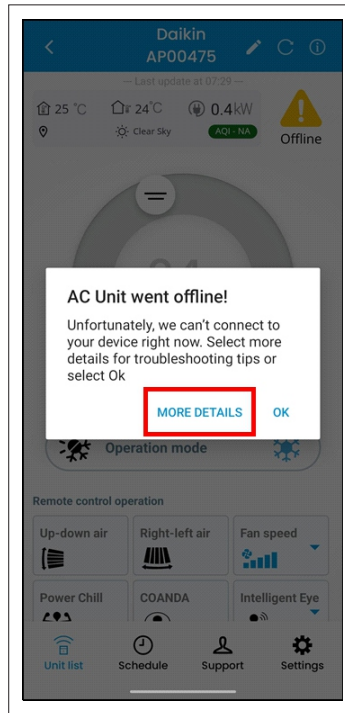 Daikin
AP00475
— Last update at 07:29 —
25 °C
24°C
0.4kW
Clear Sky
AQI - NA
Offline
AC Unit went offline!
Unfortunately, we can't connect to
your device right now. Select more
details for troubleshooting tips or
select Ok
MORE DETAILS
OK
Operation mode
Remote control operation
Up-down air
Right-left air
Fan speed
Power Chill
COANDA
Intelligent Eye
Unit list
Schedule
Support
Settings